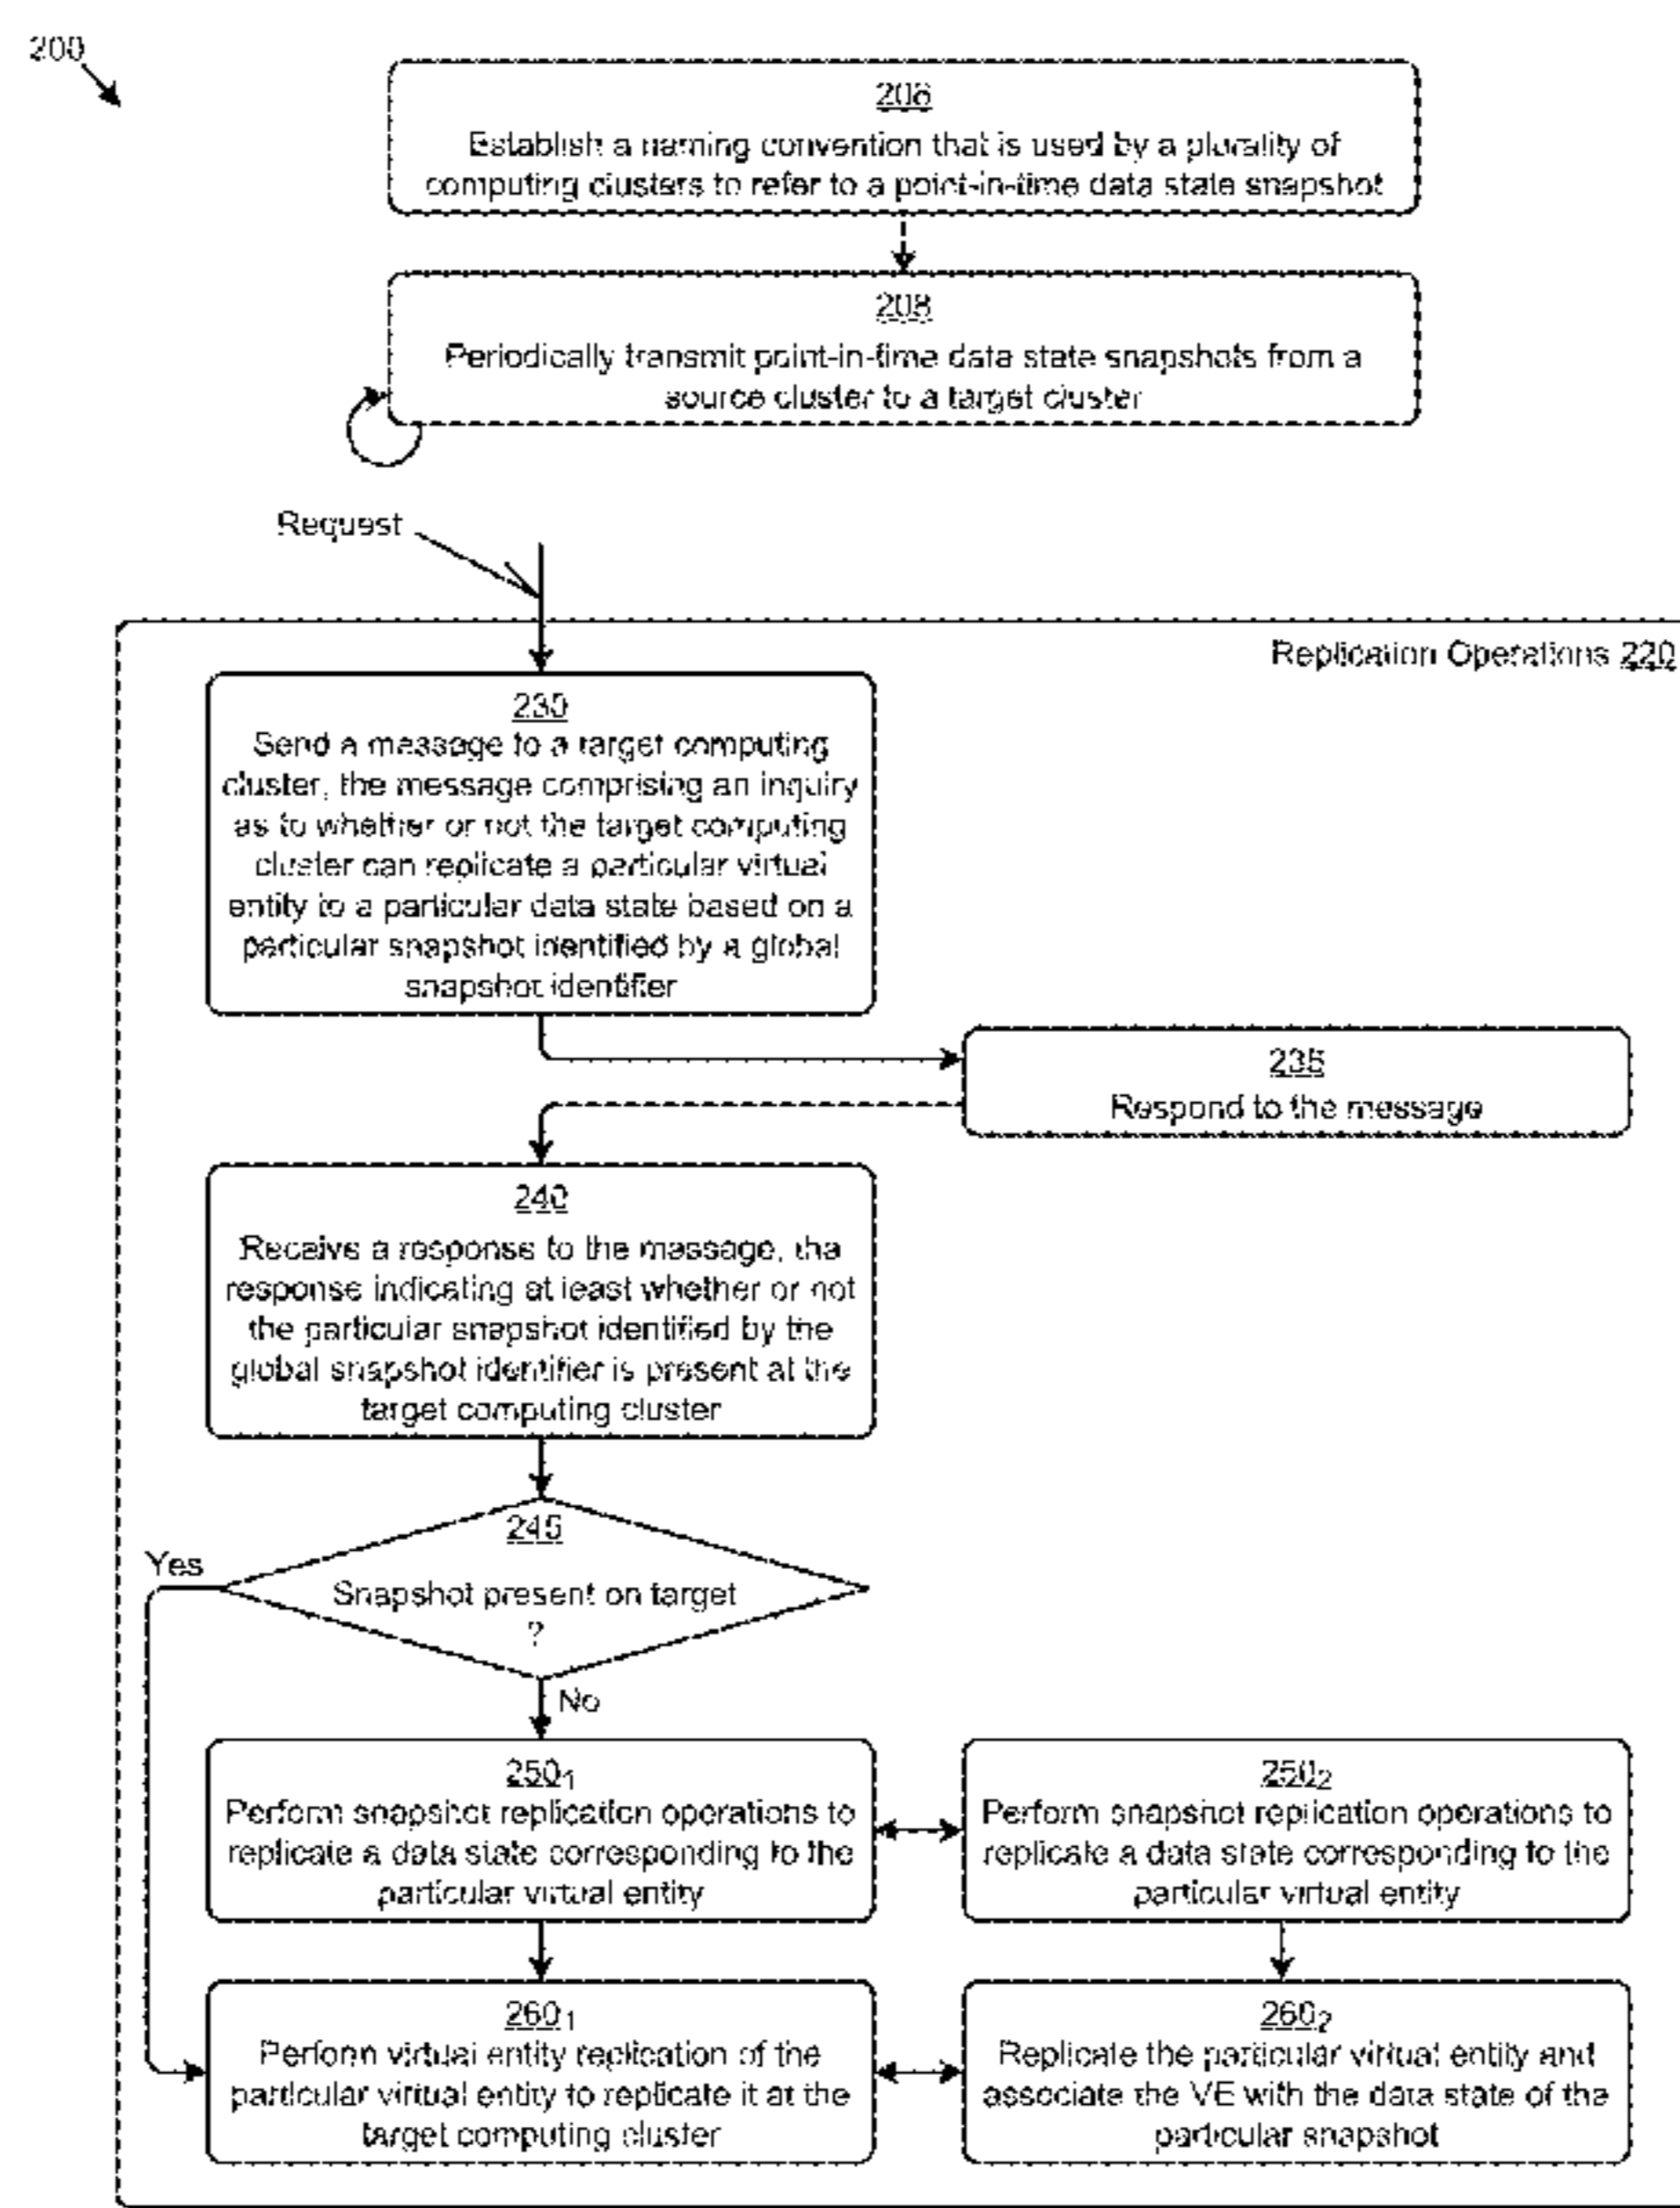 200
206
Establish a naming convention that is used by a plurality of
computing clusters to refer to a point-in-time data state snapshot
208
Periodically transmit point-in-time data state snapshots from a
source cluster to a target cluster
Request
Replication Operations 220
230
Send a message to a target computing
cluster, the message comprising an inquiry
as to whether or not the target computing
cluster can replicate a particular virtual
entity to a particular data state based on a
particular snapshot identified by a global
snapshot identifier
235
Respond to the message
240
Receive a response to the message, the
response indicating at least whether or not
the particular snapshot identified by the
global snapshot identifier is present at the
target computing cluster
245
Yes
Snapshot present on target
?
No
250₁
Perform snapshot replication operations to
replicate a data state corresponding to the
particular virtual entity
250₂
Perform snapshot replication operations to
replicate a data state corresponding to the
particular virtual entity
260₁
Perform virtual entity replication of the
particular virtual entity to replicate it at the
target computing cluster
260₂
Replicate the particular virtual entity and
associate the VE with the data state of the
particular snapshot